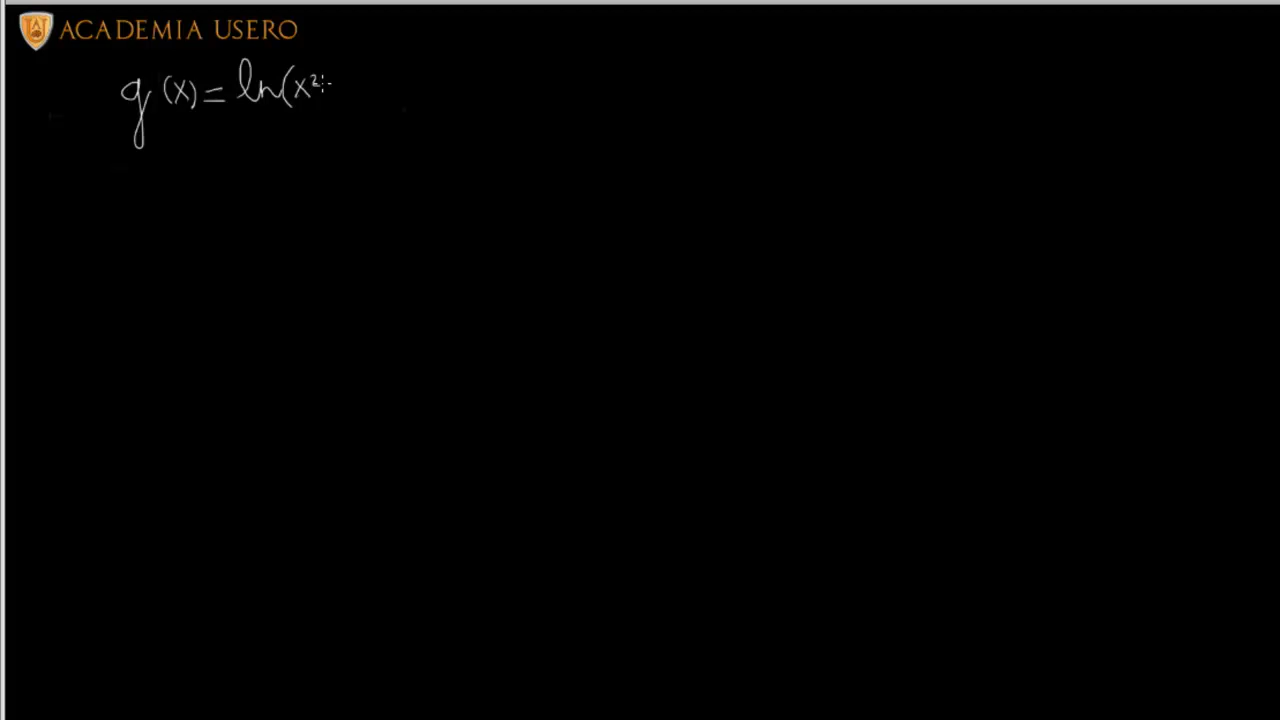 ACADEMIA USERO
g(x) = ln(x²